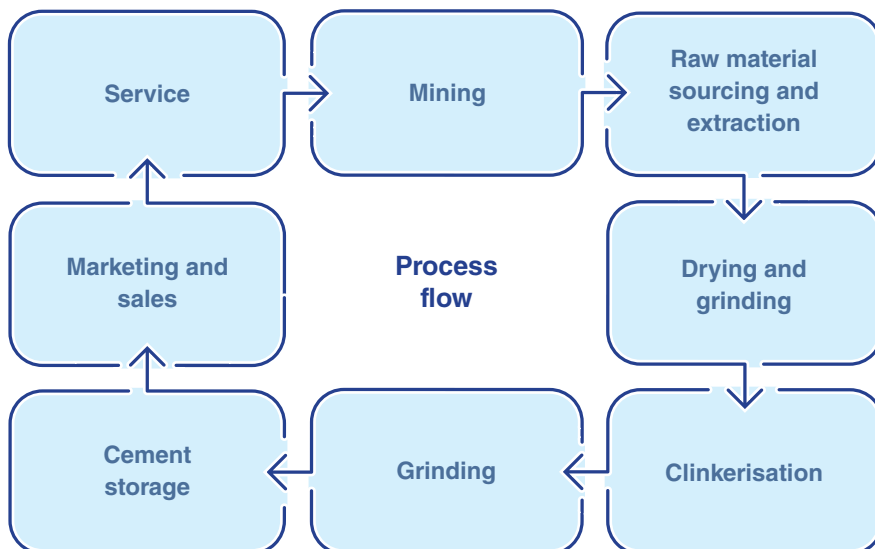 Service
Mining
Raw material
sourcing and
extraction
Marketing and
sales
Process
flow
Drying and
grinding
Cement
storage
Grinding
Clinkerisation